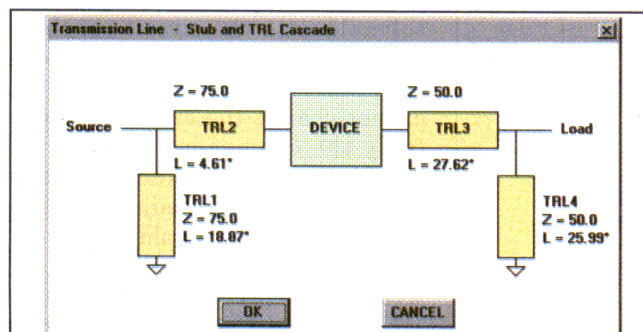 Transmission Line - Stub and TRL Cascade
Z = 75.0
Z = 50.0
Source
TRL2
DEVICE
TRL3
Load
L = 4.61°
L = 27.62°
TRL1
Z = 75.0
L = 18.87°
TRL4
Z = 50.0
L = 25.99°
OK
CANCEL